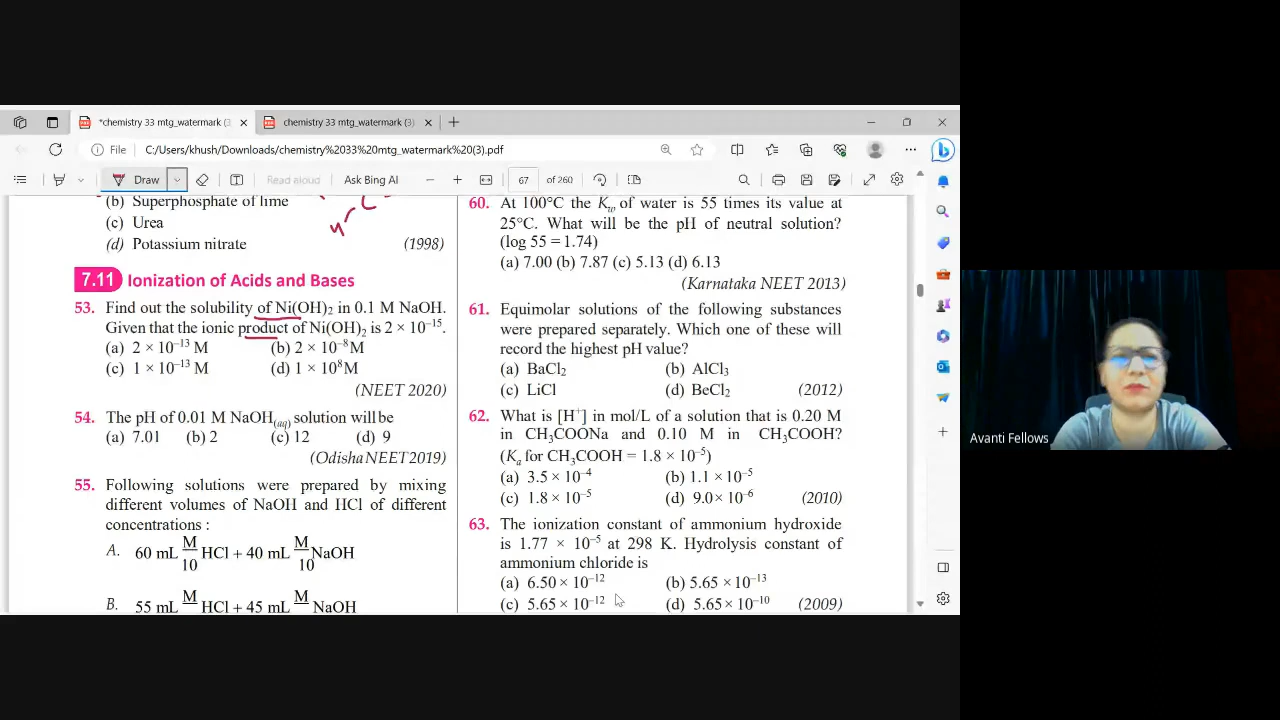 *chemistry 33 mtg_watermark (3
chemistry 33 mtg_watermark (3)
File
C:/Users/khush/Downloads/chemistry%2033%20mtg_watermark%20(3).pdf
Draw
Read aloud
Ask Bing AI
67
of 260
(b) Superphosphate of lime
(c) Urea
(d) Potassium nitrate (1998)
7.11 Ionization of Acids and Bases
53. Find out the solubility of Ni(OH)₂ in 0.1 M NaOH.
Given that the ionic product of Ni(OH)₂ is 2 × 10⁻¹⁵.
(a) 2 × 10⁻¹³ M (b) 2 × 10⁻⁸ M
(c) 1 × 10⁻¹³ M (d) 1 × 10⁸ M
(NEET 2020)
54. The pH of 0.01 M NaOH₍aq₎ solution will be
(a) 7.01 (b) 2 (c) 12 (d) 9
(Odisha NEET 2019)
55. Following solutions were prepared by mixing
different volumes of NaOH and HCl of different
concentrations :
A. 60 mL M/10 HCl + 40 mL M/10 NaOH
B. 55 mL M HCl + 45 mL M NaOH
60. At 100°C the Kw of water is 55 times its value at
25°C. What will be the pH of neutral solution?
(log 55 = 1.74)
(a) 7.00 (b) 7.87 (c) 5.13 (d) 6.13
(Karnataka NEET 2013)
61. Equimolar solutions of the following substances
were prepared separately. Which one of these will
record the highest pH value?
(a) BaCl₂ (b) AlCl₃
(c) LiCl (d) BeCl₂ (2012)
62. What is [H⁺] in mol/L of a solution that is 0.20 M
in CH₃COONa and 0.10 M in CH₃COOH?
(Kₐ for CH₃COOH = 1.8 × 10⁻⁵)
(a) 3.5 × 10⁻⁴ (b) 1.1 × 10⁻⁵
(c) 1.8 × 10⁻⁵ (d) 9.0 × 10⁻⁶ (2010)
63. The ionization constant of ammonium hydroxide
is 1.77 × 10⁻⁵ at 298 K. Hydrolysis constant of
ammonium chloride is
(a) 6.50 × 10⁻¹² (b) 5.65 × 10⁻¹³
(c) 5.65 × 10⁻¹² (d) 5.65 × 10⁻¹⁰ (2009)
Avanti Fellows